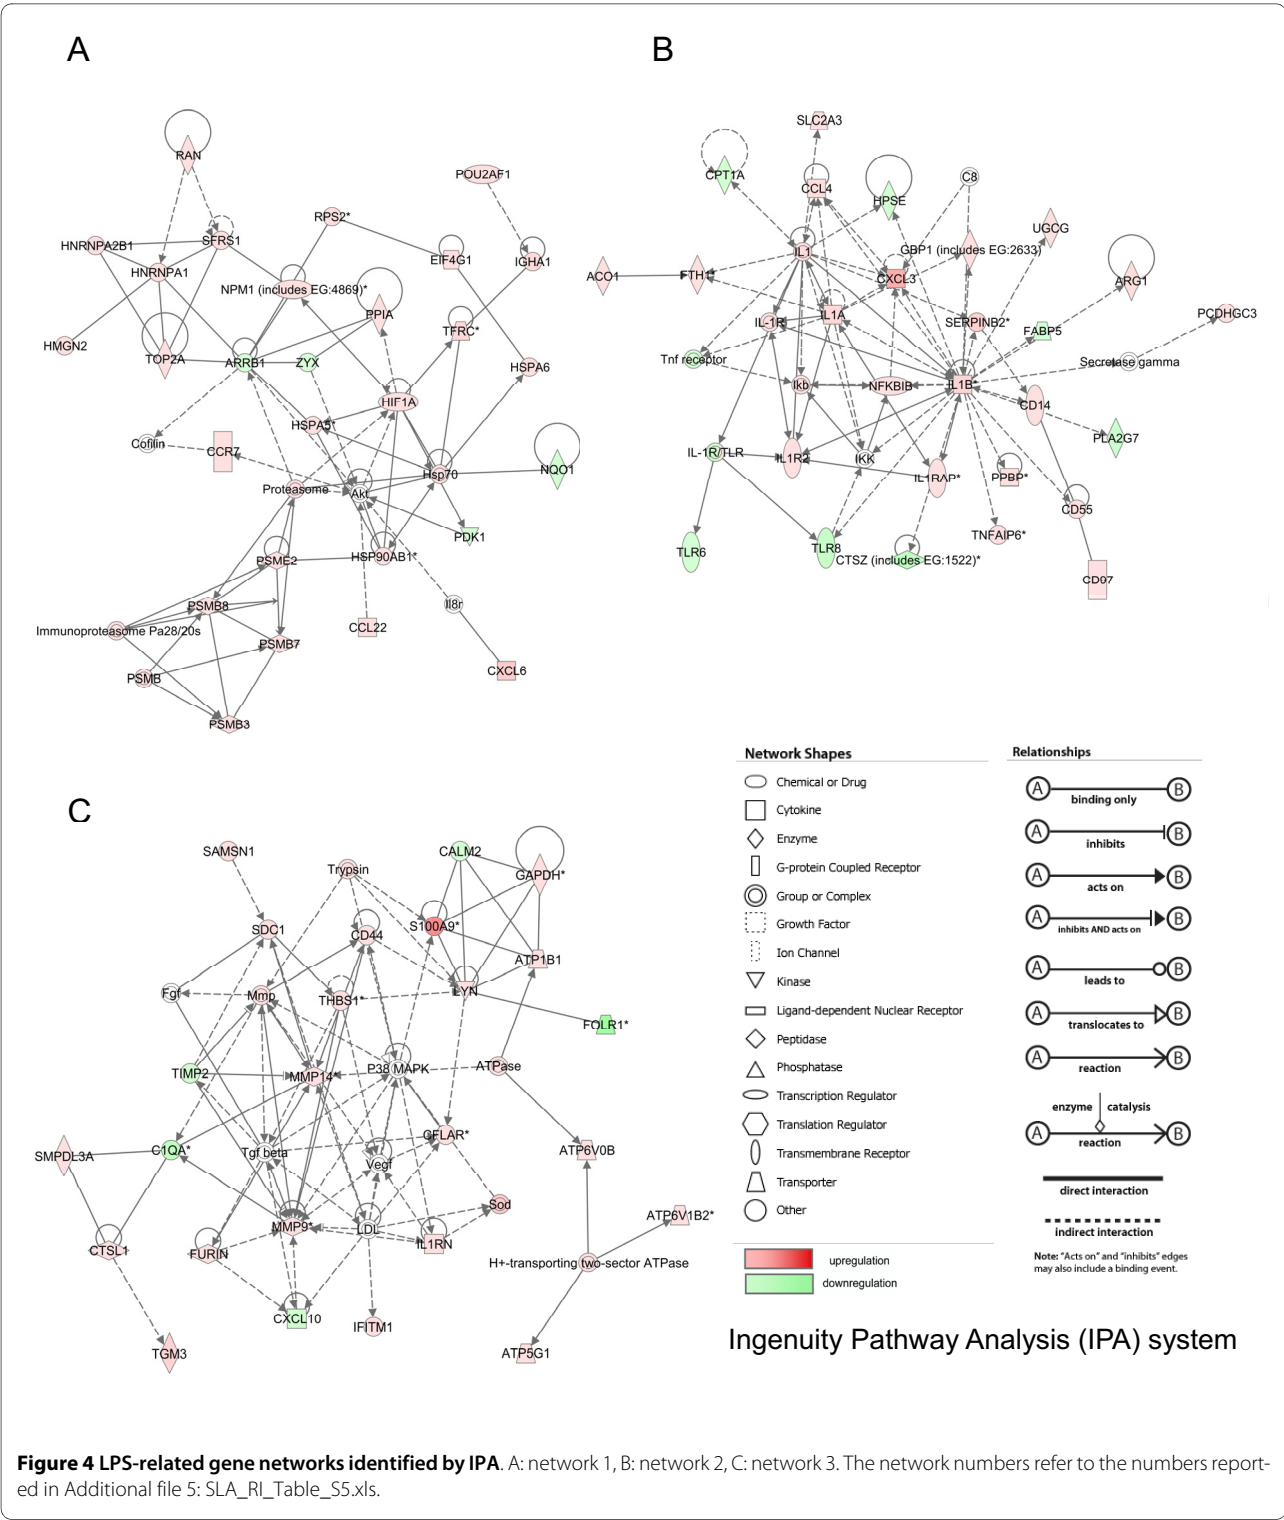 A
RAN
POU2AF1
RPS2*
HNRNPA2B1
SFRS1
EIF4G1
IGHA1
HNRNPA1
NPM1 (includes EG:4869)*
PPIA
TFRC*
HMGN2
TOP2A
ARRB1
ZYX
HSPA6
HIF1A
HSPA5*
Cofilin
CCR7
Hsp70
NQO1
Proteasome
Akt
PDK1
PSME2
HSP90AB1*
Il8r
PSMB8
Immunoproteasome Pa28/20s
CCL22
PSMB7
CXCL6
PSMB
PSMB3
B
SLC2A3
CPT1A
CCL4
HPSE
C8
UGCG
IL1
GBP1 (includes EG:2633)
ACO1
FTH1*
CXCL3
ARG1
IL-1R
IL1A
SERPINB2*
FABP5
PCDHGC3
Tnf receptor
Secretase gamma
Ikb
NFKBIB
IL1B*
CD14
PLA2G7
IL-1R/TLR
IL1R2
IKK
IL1RAP*
PPBP*
CD55
TNFAIP6*
TLR6
TLR8
CTSZ (includes EG:1522)*
CD97
C
SAMSN1
CALM2
Trypsin
GAPDH*
SDC1
CD44
S100A9*
ATP1B1
Fgf
Mmp
THBS1*
LYN
FOLR1*
TIMP2
MMP14*
P38 MAPK
ATPase
SMPDL3A
C1QA*
Tgf beta
Vegf
CFLAR*
ATP6V0B
Sod
ATP6V1B2*
CTSL1
FURIN
MMP9*
LDL
IL1RN
H+-transporting two-sector ATPase
CXCL10
IFITM1
TGM3
ATP5G1
Network Shapes
Chemical or Drug
Cytokine
Enzyme
G-protein Coupled Receptor
Group or Complex
Growth Factor
Ion Channel
Kinase
Ligand-dependent Nuclear Receptor
Peptidase
Phosphatase
Transcription Regulator
Translation Regulator
Transmembrane Receptor
Transporter
Other
upregulation
downregulation
Relationships
A B
binding only
A B
inhibits
A B
acts on
A B
inhibits AND acts on
A B
leads to
A B
translocates to
A B
reaction
enzyme catalysis
A B
reaction
direct interaction
indirect interaction
Note: "Acts on" and "inhibits" edges
may also include a binding event.
Ingenuity Pathway Analysis (IPA) system
Figure 4 LPS-related gene networks identified by IPA. A: network 1, B: network 2, C: network 3. The network numbers refer to the numbers report-
ed in Additional file 5: SLA_RI_Table_S5.xls.